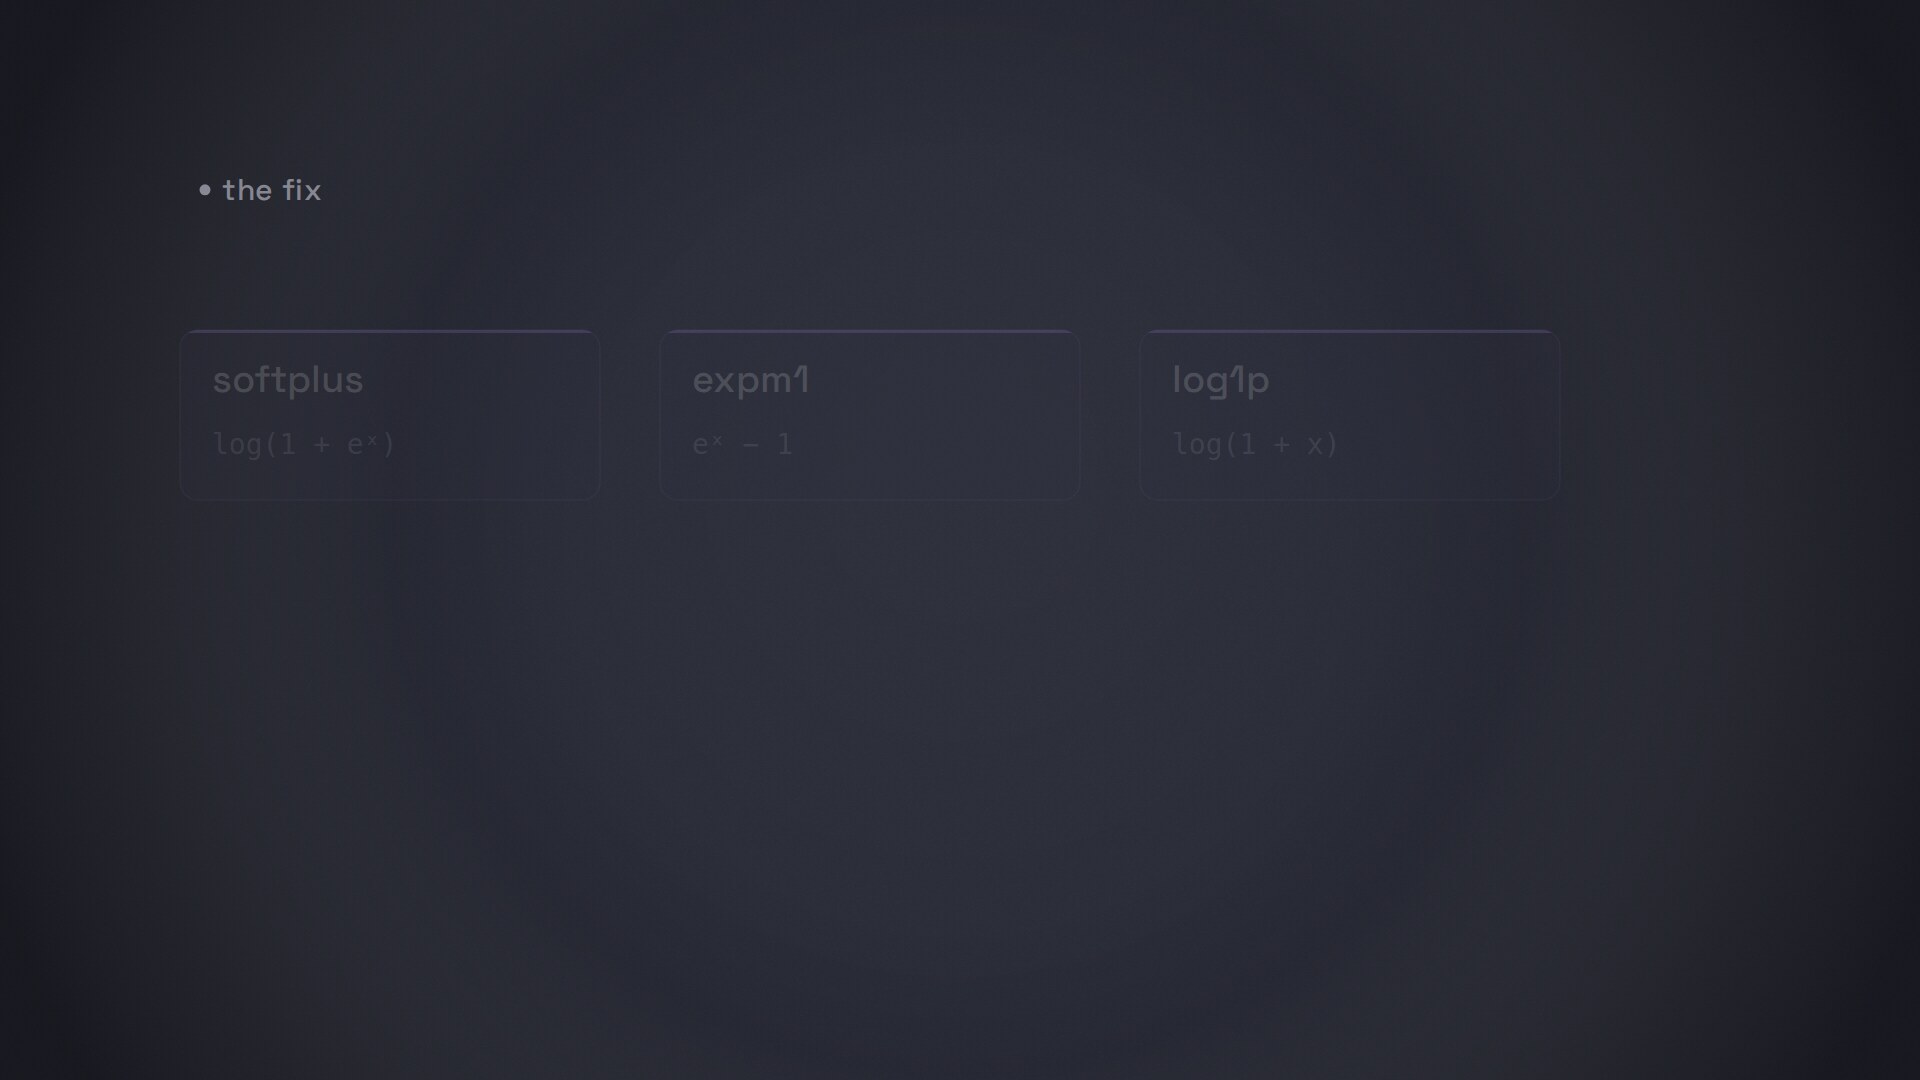 • the fix
softplus
log(1 + eˣ)
expm1
eˣ − 1
log1p
log(1 + x)